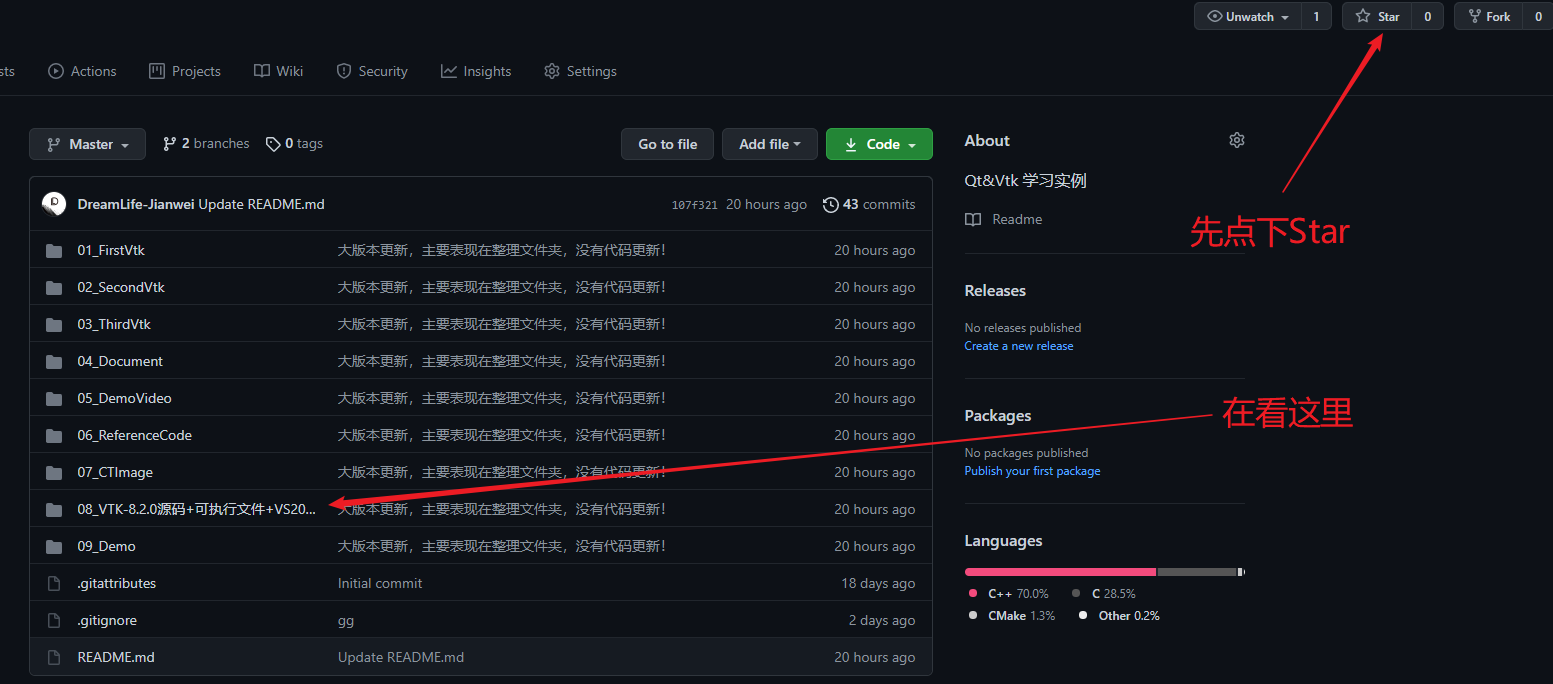 Unwatch 1 Star 0 Fork 0
sts Actions Projects Wiki Security Insights Settings
Master 2 branches 0 tags Go to file Add file Code
DreamLife-Jianwei Update README.md 107f321 20 hours ago 43 commits
01_FirstVtk 大版本更新，主要表现在整理文件夹，没有代码更新！ 20 hours ago
02_SecondVtk 大版本更新，主要表现在整理文件夹，没有代码更新！ 20 hours ago
03_ThirdVtk 大版本更新，主要表现在整理文件夹，没有代码更新！ 20 hours ago
04_Document 大版本更新，主要表现在整理文件夹，没有代码更新！ 20 hours ago
05_DemoVideo 大版本更新，主要表现在整理文件夹，没有代码更新！ 20 hours ago
06_ReferenceCode 大版本更新，主要表现在整理文件夹，没有代码更新！ 20 hours ago
07_CTImage 大版本更新，主要表现在整理文件夹，没有代码更新！ 20 hours ago
08_VTK-8.2.0源码+可执行文件+VS20... 大版本更新，主要表现在整理文件夹，没有代码更新！ 20 hours ago
09_Demo 大版本更新，主要表现在整理文件夹，没有代码更新！ 20 hours ago
.gitattributes Initial commit 18 days ago
.gitignore gg 2 days ago
README.md Update README.md 20 hours ago
About
Qt&Vtk 学习实例
Readme
先点下Star
Releases
No releases published
Create a new release
在看这里
Packages
No packages published
Publish your first package
Languages
C++ 70.0% C 28.5%
CMake 1.3% Other 0.2%